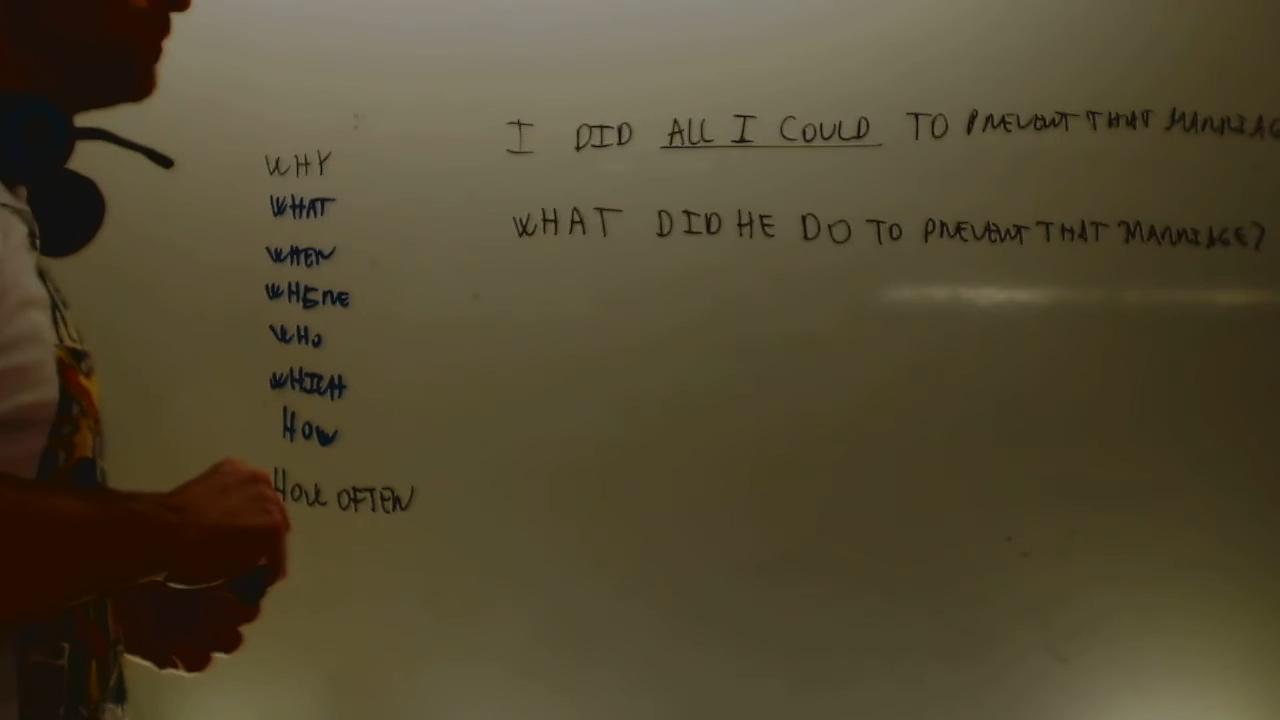 I DID ALL I COULD TO PREVENT THAT MARRIAG
WHAT DID HE DO TO PREVENT THAT MARRIAGE?
WHY
WHAT
WHEN
WHERE
WHO
WHICH
HOW
HOW OFTEN